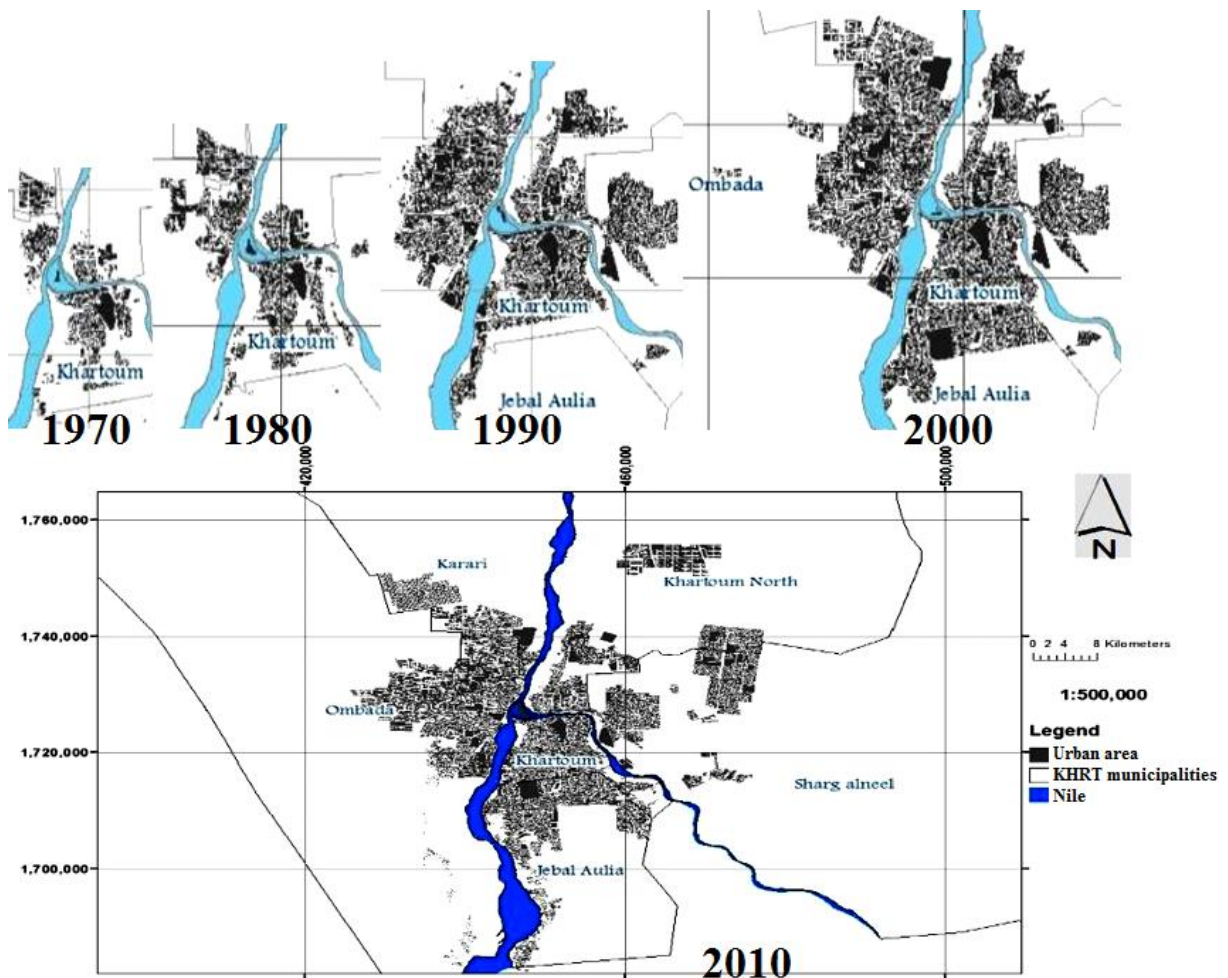 Ombada
Khartoum
Khartoum
Khartoum
Khartoum
Jebal Aulia
Jebal Aulia
1970
1980
1990
2000
420,000
460,000
500,000
1,760,000
Karari
Khartoum North
N
1,740,000
0 2 4 8 Kilometers
1:500,000
Ombada
Legend
Urban area
1,720,000
Khartoum
KHRT municipalities
Sharg alneel
Nile
1,700,000
Jebal Aulia
2010